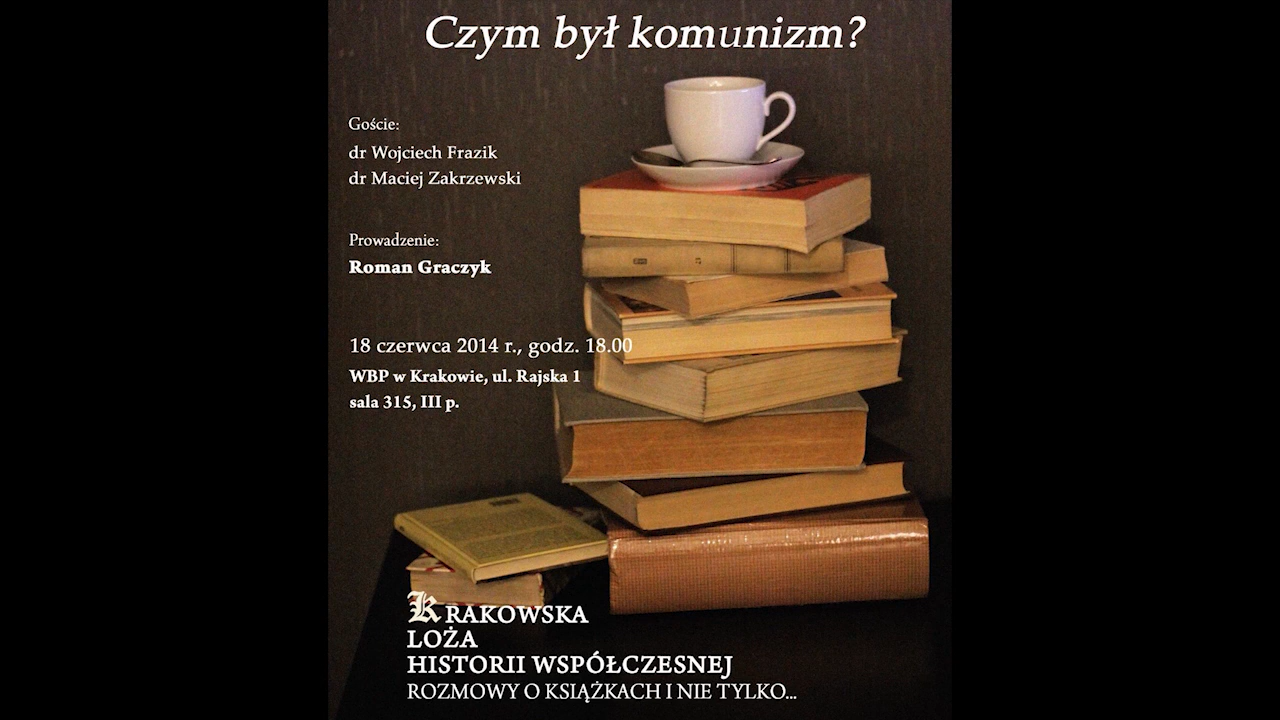 Czym był komunizm?
Goście:
dr Wojciech Frazik
dr Maciej Zakrzewski
Prowadzenie:
Roman Graczyk
18 czerwca 2014 r., godz. 18.00
WBP w Krakowie, ul. Rajska 1
sala 315, III p.
KRAKOWSKA
LOŻA
HISTORII WSPÓŁCZESNEJ
ROZMOWY O KSIĄŻKACH I NIE TYLKO...